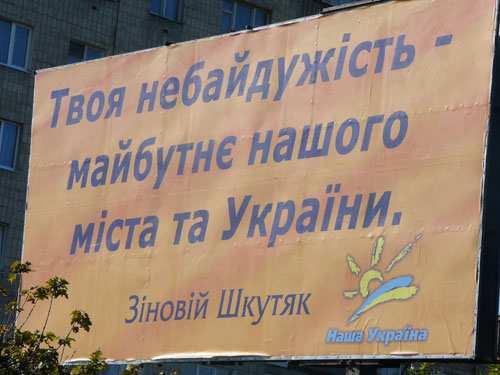 Твоя небайдужість -
майбутнє нашого
міста та України.
Зіновій Шкутяк
Наша Україна